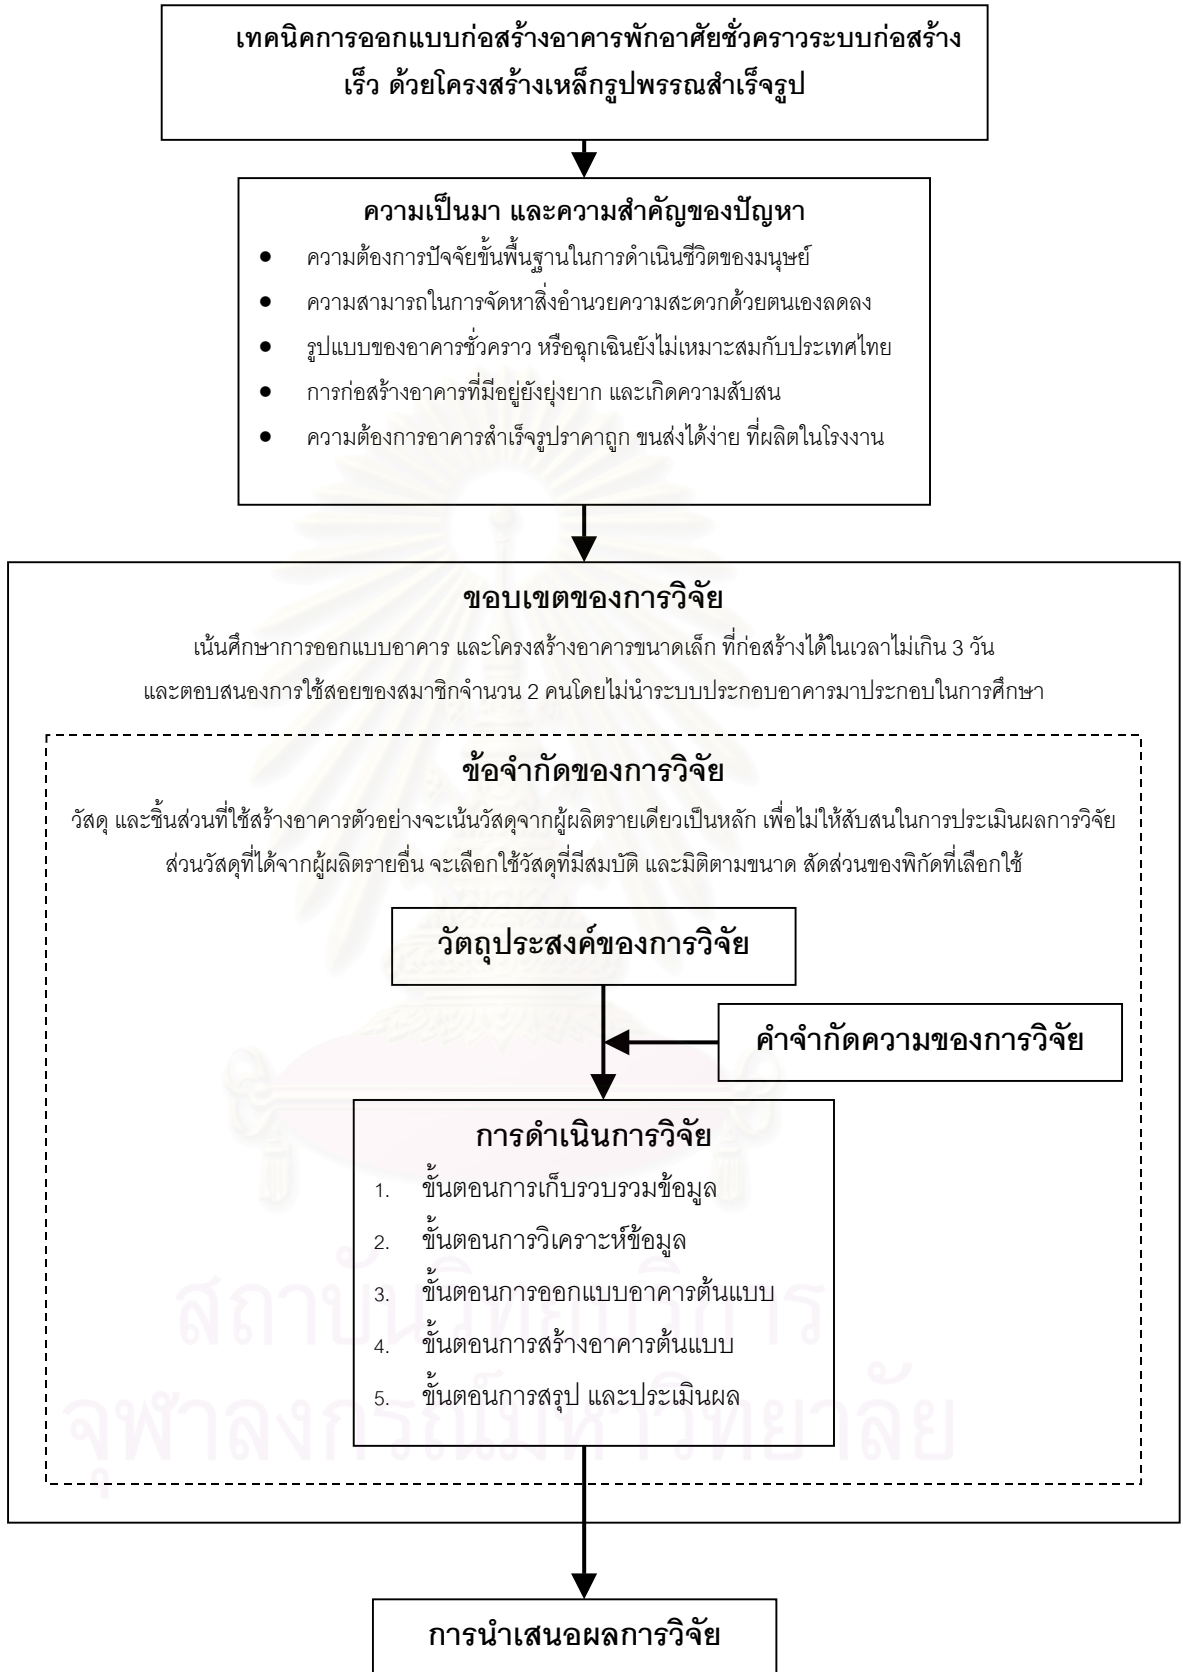 เทคนิคการออกแบบก่อสร้างอาคารพักอาศัยชั่วคราวระบบก่อสร้าง
เร็ว ด้วยโครงสร้างเหล็กรูปพรรณสำเร็จรูป
ความเป็นมา และความสำคัญของปัญหา
● ความต้องการปัจจัยขั้นพื้นฐานในการดำเนินชีวิตของมนุษย์
● ความสามารถในการจัดหาสิ่งอำนวยความสะดวกด้วยตนเองลดลง
● รูปแบบของอาคารชั่วคราว หรือฉุกเฉินยังไม่เหมาะสมกับประเทศไทย
● การก่อสร้างอาคารที่มีอยู่ยังยุ่งยาก และเกิดความสับสน
● ความต้องการอาคารสำเร็จรูปราคาถูก ขนส่งได้ง่าย ที่ผลิตในโรงงาน
ขอบเขตของการวิจัย
เน้นศึกษาการออกแบบอาคาร และโครงสร้างอาคารขนาดเล็ก ที่ก่อสร้างได้ในเวลาไม่เกิน 3 วัน
และตอบสนองการใช้สอยของสมาชิกจำนวน 2 คนโดยไม่นำระบบประกอบอาคารมาประกอบในการศึกษา
ข้อจำกัดของการวิจัย
วัสดุ และชิ้นส่วนที่ใช้สร้างอาคารตัวอย่างจะเน้นวัสดุจากผู้ผลิตรายเดียวเป็นหลัก เพื่อไม่ให้สับสนในการประเมินผลการวิจัย
ส่วนวัสดุที่ได้จากผู้ผลิตรายอื่น จะเลือกใช้วัสดุที่มีสมบัติ และมิติตามขนาด สัดส่วนของพิกัดที่เลือกใช้
วัตถุประสงค์ของการวิจัย
คำจำกัดความของการวิจัย
การดำเนินการวิจัย
1. ขั้นตอนการเก็บรวบรวมข้อมูล
2. ขั้นตอนการวิเคราะห์ข้อมูล
3. ขั้นตอนการออกแบบอาคารต้นแบบ
4. ขั้นตอนการสร้างอาคารต้นแบบ
5. ขั้นตอนการสรุป และประเมินผล
สถาบันวิทยบริการ
จุฬาลงกรณ์มหาวิทยาลัย
การนำเสนอผลการวิจัย